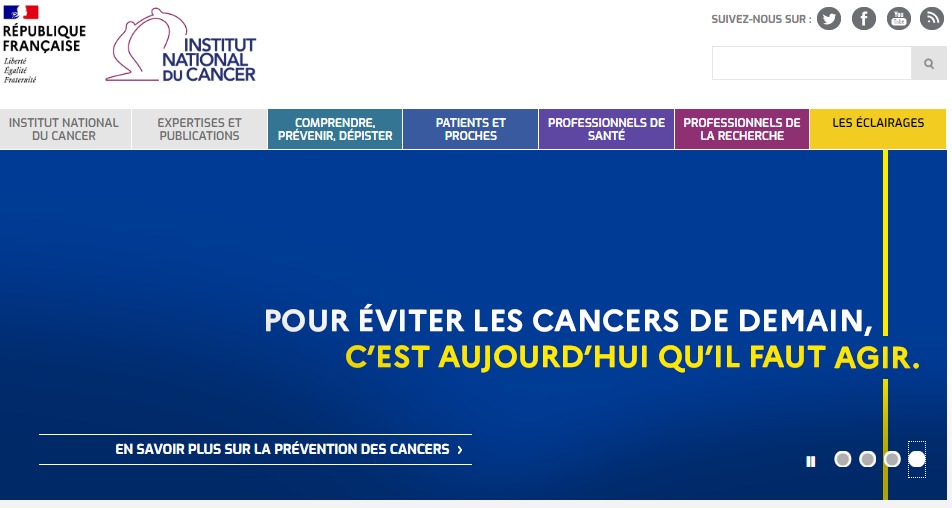 RÉPUBLIQUE
FRANÇAISE
Liberté
Égalité
Fraternité
INSTITUT
NATIONAL
DU CANCER
SUIVEZ-NOUS SUR :
You
Tube
INSTITUT NATIONAL
DU CANCER
EXPERTISES ET
PUBLICATIONS
COMPRENDRE,
PRÉVENIR, DÉPISTER
PATIENTS ET
PROCHES
PROFESSIONNELS DE
SANTÉ
PROFESSIONNELS DE
LA RECHERCHE
LES ÉCLAIRAGES
POUR ÉVITER LES CANCERS DE DEMAIN,
C'EST AUJOURD'HUI QU'IL FAUT AGIR.
EN SAVOIR PLUS SUR LA PRÉVENTION DES CANCERS ›